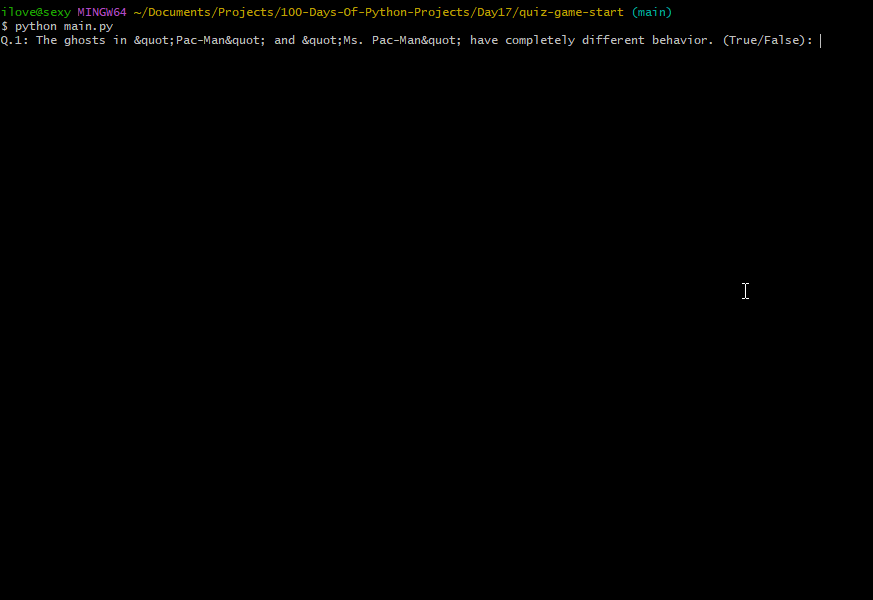 ilove@sexy MINGW64 ~/Documents/Projects/100-Days-Of-Python-Projects/Day17/quiz-game-start (main)
$ python main.py
Q.1: The ghosts in &quot;Pac-Man&quot; and &quot;Ms. Pac-Man&quot; have completely different behavior. (True/False):